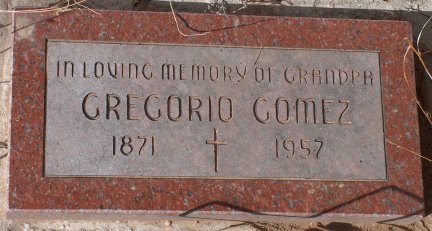 IN LOVING MEMORY OF GRANDPA
GREGORIO GOMEZ
1871 1957